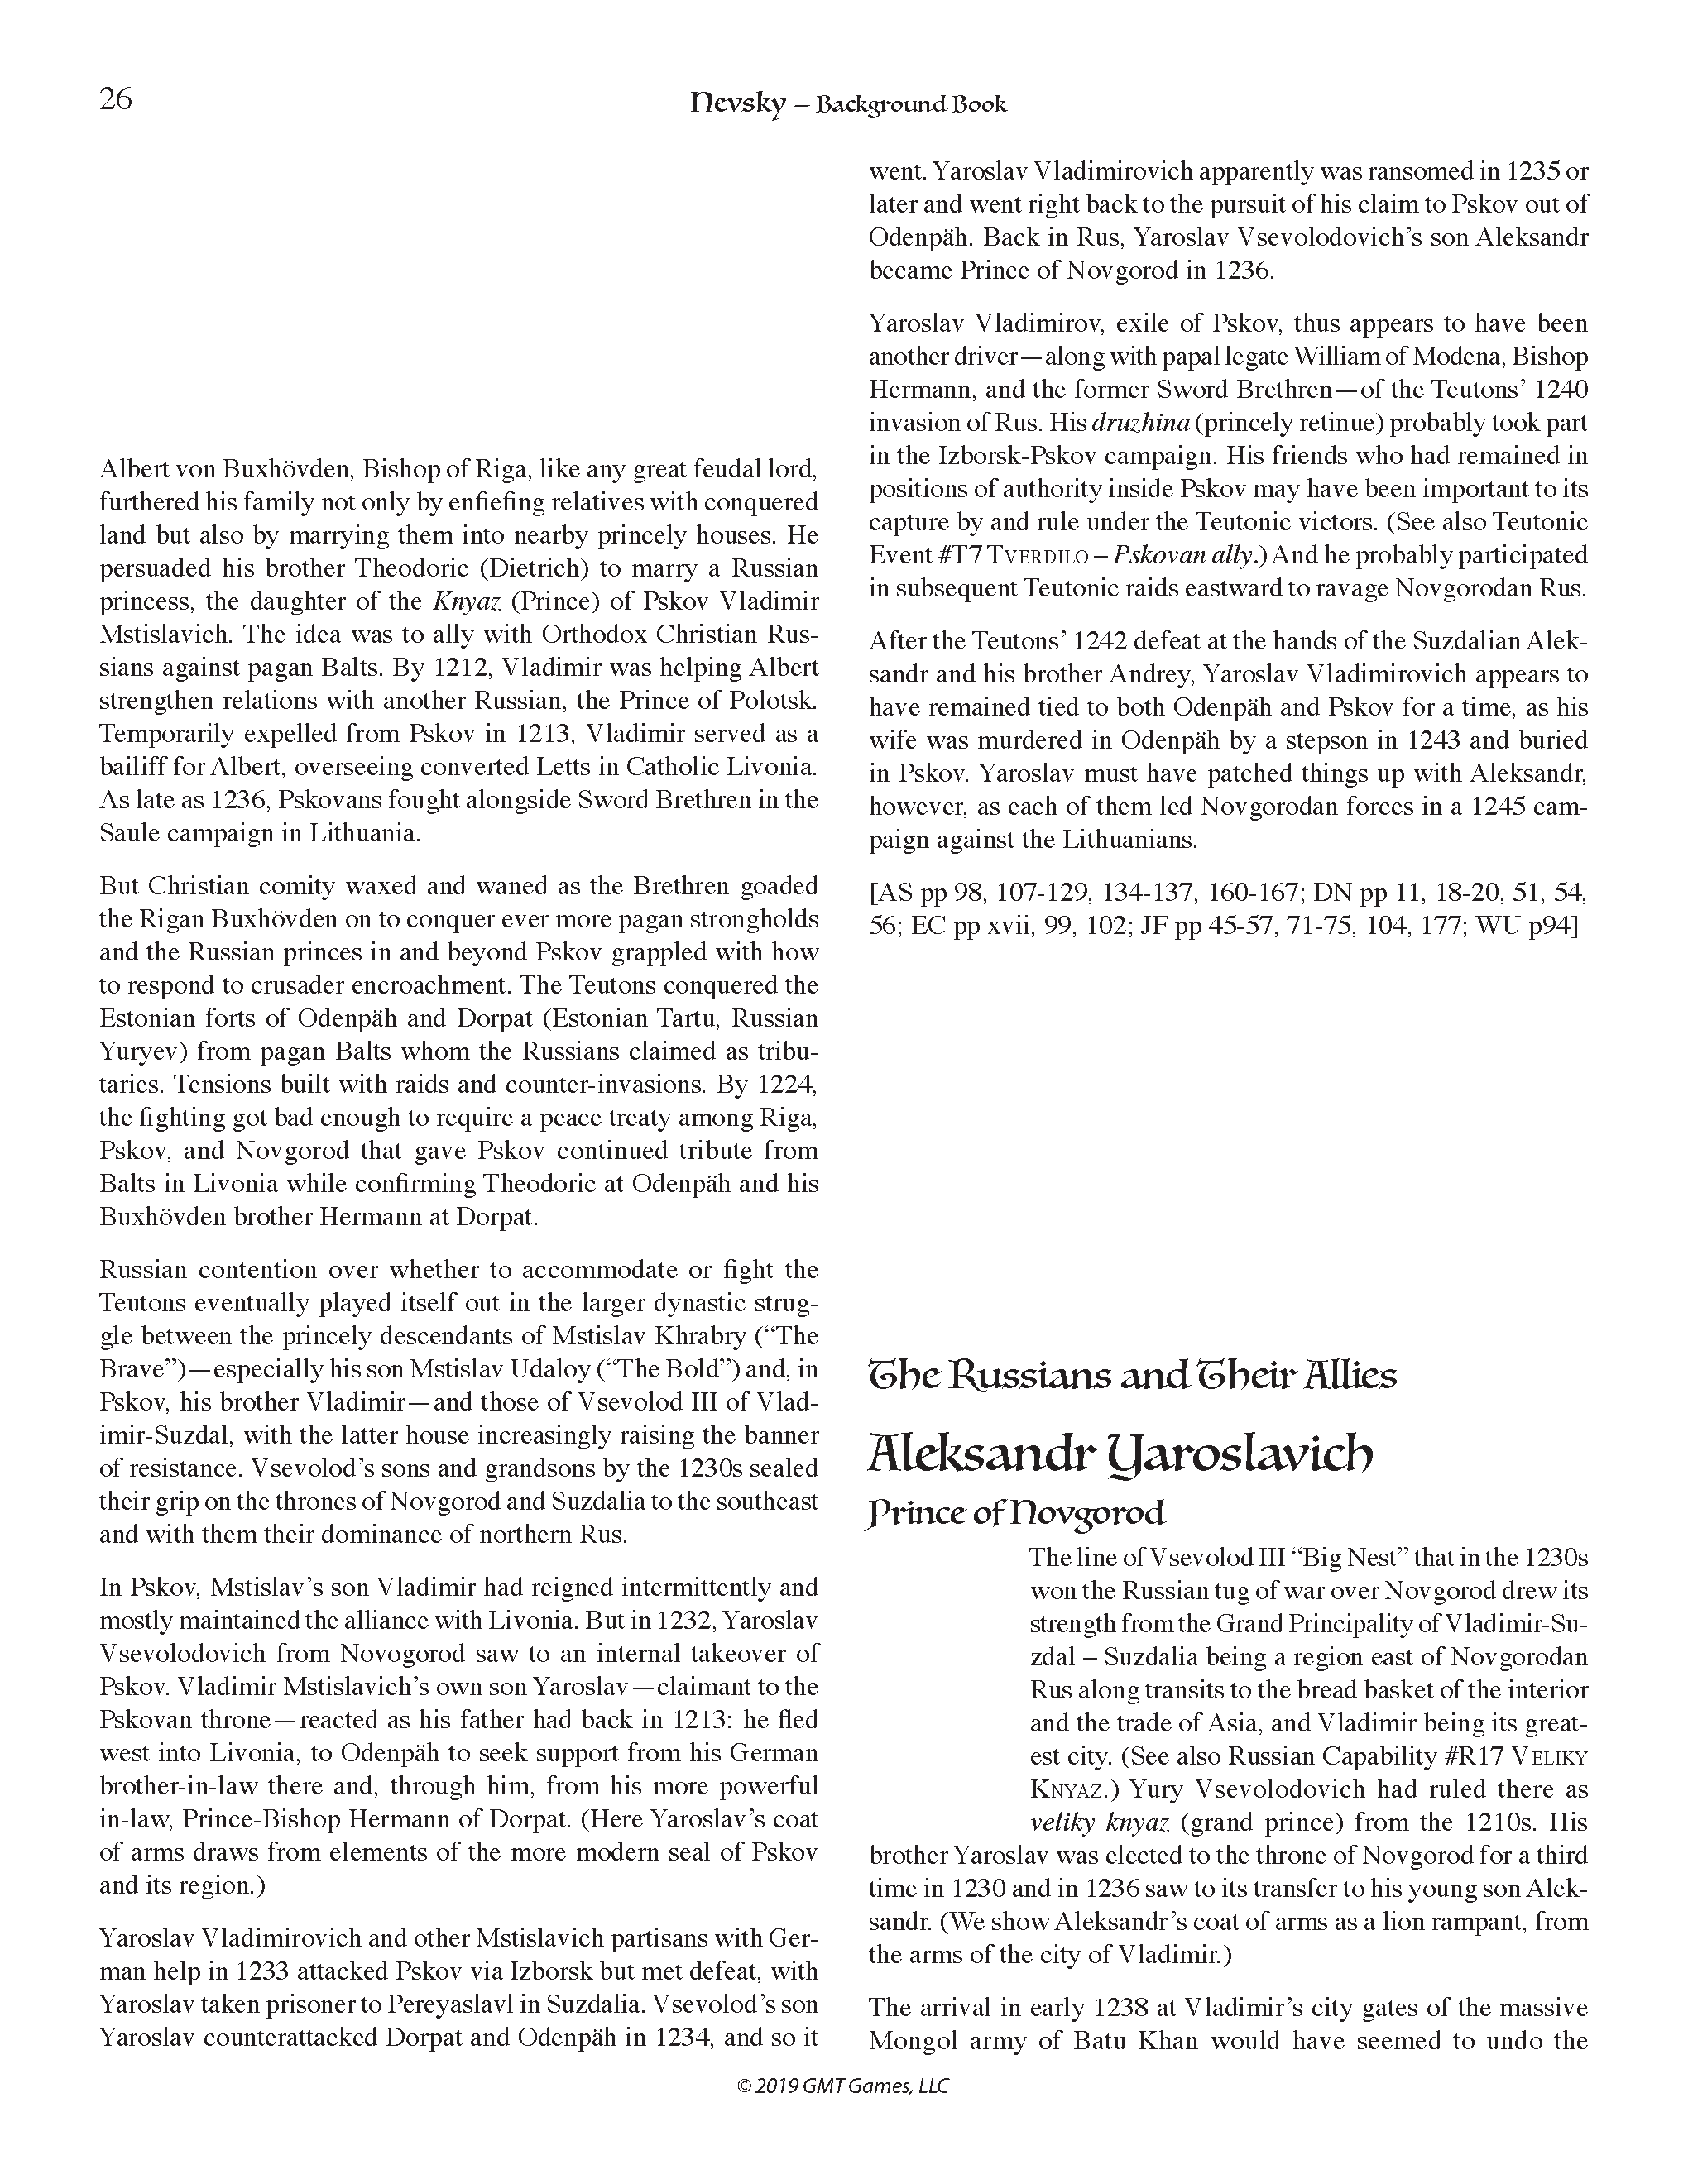 26
Nevsky – Background Book
Albert von Buxhövden, Bishop of Riga, like any great feudal lord,
furthered his family not only by enfiefing relatives with conquered
land but also by marrying them into nearby princely houses. He
persuaded his brother Theodoric (Dietrich) to marry a Russian
princess, the daughter of the Knyaz (Prince) of Pskov Vladimir
Mstislavich. The idea was to ally with Orthodox Christian Rus-
sians against pagan Balts. By 1212, Vladimir was helping Albert
strengthen relations with another Russian, the Prince of Polotsk.
Temporarily expelled from Pskov in 1213, Vladimir served as a
bailiff for Albert, overseeing converted Letts in Catholic Livonia.
As late as 1236, Pskovans fought alongside Sword Brethren in the
Saule campaign in Lithuania.
But Christian comity waxed and waned as the Brethren goaded
the Rigan Buxhövden on to conquer ever more pagan strongholds
and the Russian princes in and beyond Pskov grappled with how
to respond to crusader encroachment. The Teutons conquered the
Estonian forts of Odenpäh and Dorpat (Estonian Tartu, Russian
Yuryev) from pagan Balts whom the Russians claimed as tribu-
taries. Tensions built with raids and counter-invasions. By 1224,
the fighting got bad enough to require a peace treaty among Riga,
Pskov, and Novgorod that gave Pskov continued tribute from
Balts in Livonia while confirming Theodoric at Odenpäh and his
Buxhövden brother Hermann at Dorpat.
Russian contention over whether to accommodate or fight the
Teutons eventually played itself out in the larger dynastic strug-
gle between the princely descendants of Mstislav Khrabry (“The
Brave”)—especially his son Mstislav Udaloy (“The Bold”) and, in
Pskov, his brother Vladimir—and those of Vsevolod III of Vlad-
imir-Suzdal, with the latter house increasingly raising the banner
of resistance. Vsevolod’s sons and grandsons by the 1230s sealed
their grip on the thrones of Novgorod and Suzdalia to the southeast
and with them their dominance of northern Rus.
In Pskov, Mstislav’s son Vladimir had reigned intermittently and
mostly maintained the alliance with Livonia. But in 1232, Yaroslav
Vsevolodovich from Novogorod saw to an internal takeover of
Pskov. Vladimir Mstislavich’s own son Yaroslav—claimant to the
Pskovan throne—reacted as his father had back in 1213: he fled
west into Livonia, to Odenpäh to seek support from his German
brother-in-law there and, through him, from his more powerful
in-law, Prince-Bishop Hermann of Dorpat. (Here Yaroslav’s coat
of arms draws from elements of the more modern seal of Pskov
and its region.)
Yaroslav Vladimirovich and other Mstislavich partisans with Ger-
man help in 1233 attacked Pskov via Izborsk but met defeat, with
Yaroslav taken prisoner to Pereyaslavl in Suzdalia. Vsevolod’s son
Yaroslav counterattacked Dorpat and Odenpäh in 1234, and so it
went. Yaroslav Vladimirovich apparently was ransomed in 1235 or
later and went right back to the pursuit of his claim to Pskov out of
Odenpäh. Back in Rus, Yaroslav Vsevolodovich’s son Aleksandr
became Prince of Novgorod in 1236.
Yaroslav Vladimirov, exile of Pskov, thus appears to have been
another driver—along with papal legate William of Modena, Bishop
Hermann, and the former Sword Brethren—of the Teutons’ 1240
invasion of Rus. His druzhina (princely retinue) probably took part
in the Izborsk-Pskov campaign. His friends who had remained in
positions of authority inside Pskov may have been important to its
capture by and rule under the Teutonic victors. (See also Teutonic
Event #T7 Tverdilo – Pskovan ally.) And he probably participated
in subsequent Teutonic raids eastward to ravage Novgorodan Rus.
After the Teutons’ 1242 defeat at the hands of the Suzdalian Alek-
sandr and his brother Andrey, Yaroslav Vladimirovich appears to
have remained tied to both Odenpäh and Pskov for a time, as his
wife was murdered in Odenpäh by a stepson in 1243 and buried
in Pskov. Yaroslav must have patched things up with Aleksandr,
however, as each of them led Novgorodan forces in a 1245 cam-
paign against the Lithuanians.
[AS pp 98, 107-129, 134-137, 160-167; DN pp 11, 18-20, 51, 54,
56; EC pp xvii, 99, 102; JF pp 45-57, 71-75, 104, 177; WU p94]
The Russians and Their Allies
Aleksandr Yaroslavich
Prince of Novgorod
The line of Vsevolod III “Big Nest” that in the 1230s
won the Russian tug of war over Novgorod drew its
strength from the Grand Principality of Vladimir-Su-
zdal – Suzdalia being a region east of Novgorodan
Rus along transits to the bread basket of the interior
and the trade of Asia, and Vladimir being its great-
est city. (See also Russian Capability #R17 Veliky
Knyaz.) Yury Vsevolodovich had ruled there as
veliky knyaz (grand prince) from the 1210s. His
brother Yaroslav was elected to the throne of Novgorod for a third
time in 1230 and in 1236 saw to its transfer to his young son Alek-
sandr. (We show Aleksandr’s coat of arms as a lion rampant, from
the arms of the city of Vladimir.)
The arrival in early 1238 at Vladimir’s city gates of the massive
Mongol army of Batu Khan would have seemed to undo the
© 2019 GMT Games, LLC